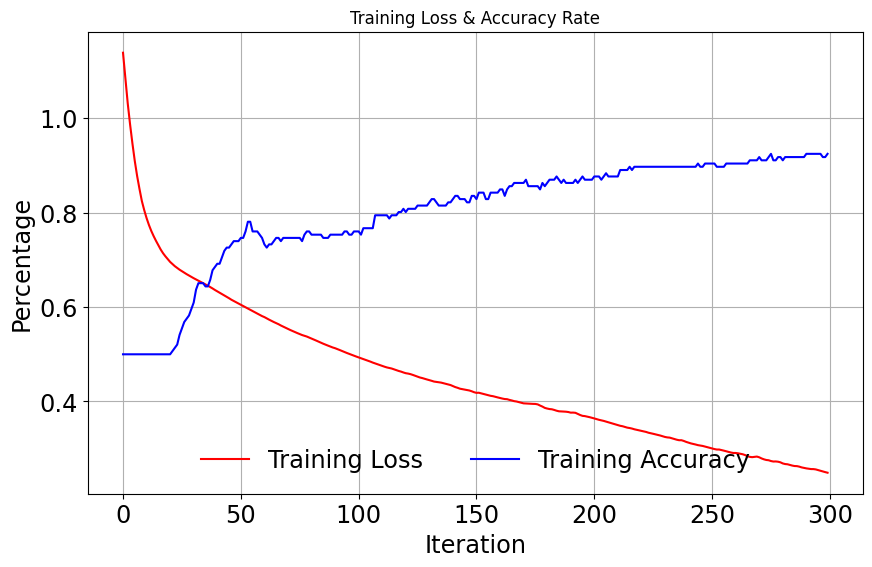 Training Loss & Accuracy Rate
Percentage
1.0
0.8
0.6
0.4
Training Loss
Training Accuracy
0
50
100
150
200
250
300
Iteration